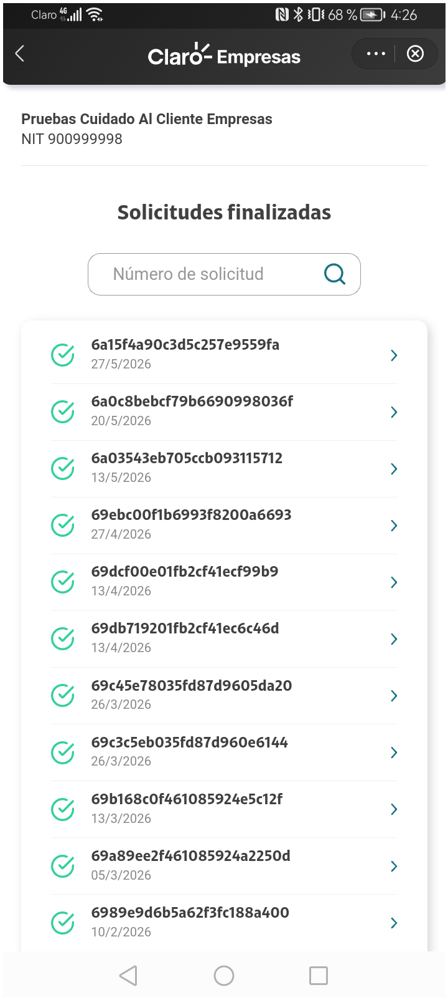 Claro 4G 68 % 4:26
Claro Empresas
Pruebas Cuidado Al Cliente Empresas
NIT 900999998
Solicitudes finalizadas
Número de solicitud
6a15f4a90c3d5c257e9559fa
27/5/2026
6a0c8bebcf79b6690998036f
20/5/2026
6a03543eb705ccb093115712
13/5/2026
69ebc00f1b6993f8200a6693
27/4/2026
69dcf00e01fb2cf41ecf99b9
13/4/2026
69db719201fb2cf41ec6c46d
13/4/2026
69c45e78035fd87d9605da20
26/3/2026
69c3c5eb035fd87d960e6144
26/3/2026
69b168c0f461085924e5c12f
13/3/2026
69a89ee2f461085924a2250d
05/3/2026
6989e9d6b5a62f3fc188a400
10/2/2026